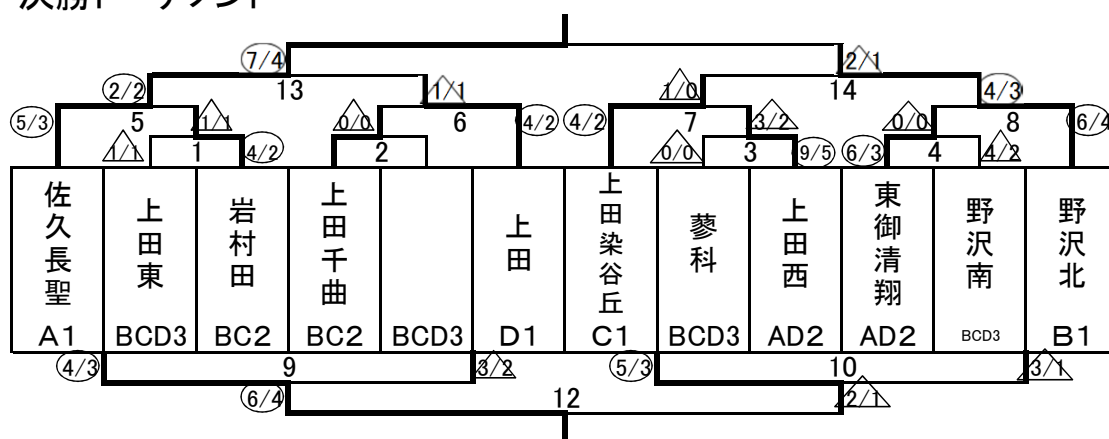 決勝トーナメント
7/4 2/1
2/2 13 1/1 1/0 14 4/3
5/3 5 1/1 0/0 6 4/2 4/2 7 3/2 0/0 8 6/4
1/1 1 4/2 2 0/0 3 9/5 6/3 4 4/2
佐久長聖
上田東
岩村田
上田千曲
上田
上田染谷丘
蓼科
上田西
東御清翔
野沢南
野沢北
A1 BCD3 BC2 BC2 BCD3 D1 C1 BCD3 AD2 AD2 BCD3 B1
4/3 9 3/2 5/3 10 3/1
6/4 12 2/1